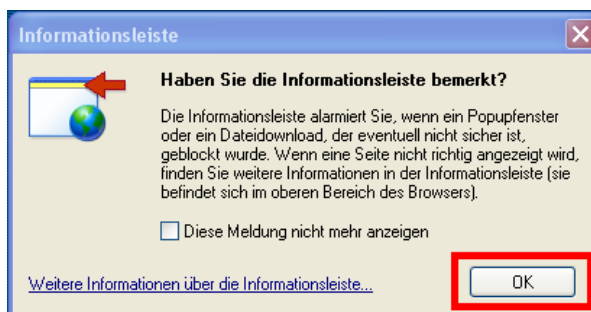 Informationsleiste
Haben Sie die Informationsleiste bemerkt?
Die Informationsleiste alarmiert Sie, wenn ein Popupfenster
oder ein Dateidownload, der eventuell nicht sicher ist,
geblockt wurde. Wenn eine Seite nicht richtig angezeigt wird,
finden Sie weitere Informationen in der Informationsleiste (sie
befindet sich im oberen Bereich des Browsers).
Diese Meldung nicht mehr anzeigen
Weitere Informationen über die Informationsleiste...
OK